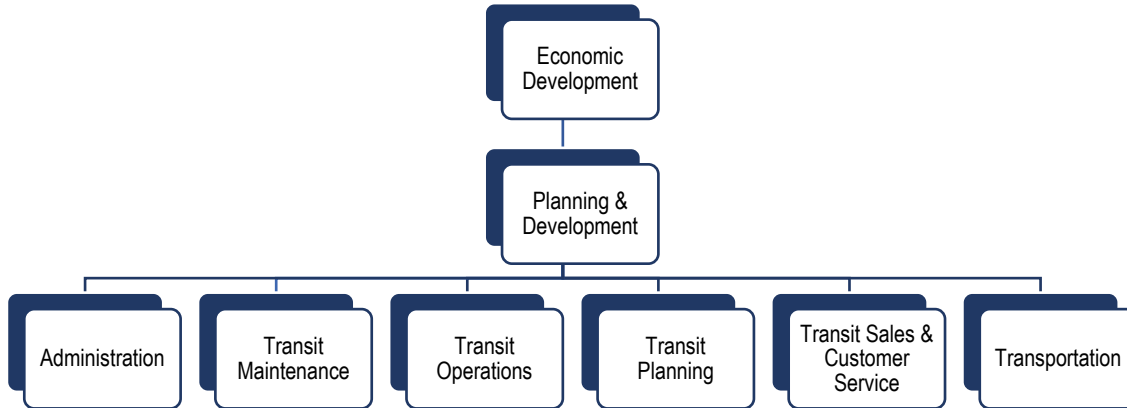 Economic
Development
Planning &
Development
Administration
Transit
Maintenance
Transit
Operations
Transit
Planning
Transit Sales &
Customer
Service
Transportation